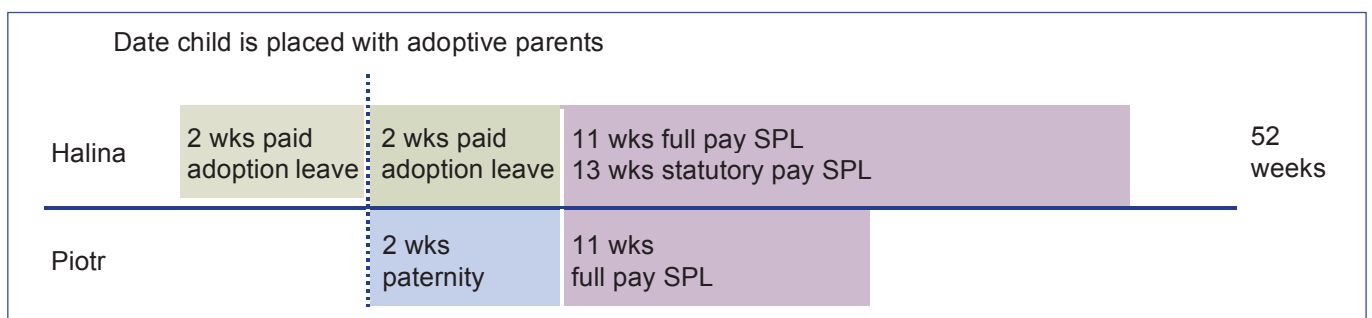 Date child is placed with adoptive parents
Halina
2 wks paid
adoption leave
2 wks paid
adoption leave
11 wks full pay SPL
13 wks statutory pay SPL
52
weeks
Piotr
2 wks
paternity
11 wks
full pay SPL